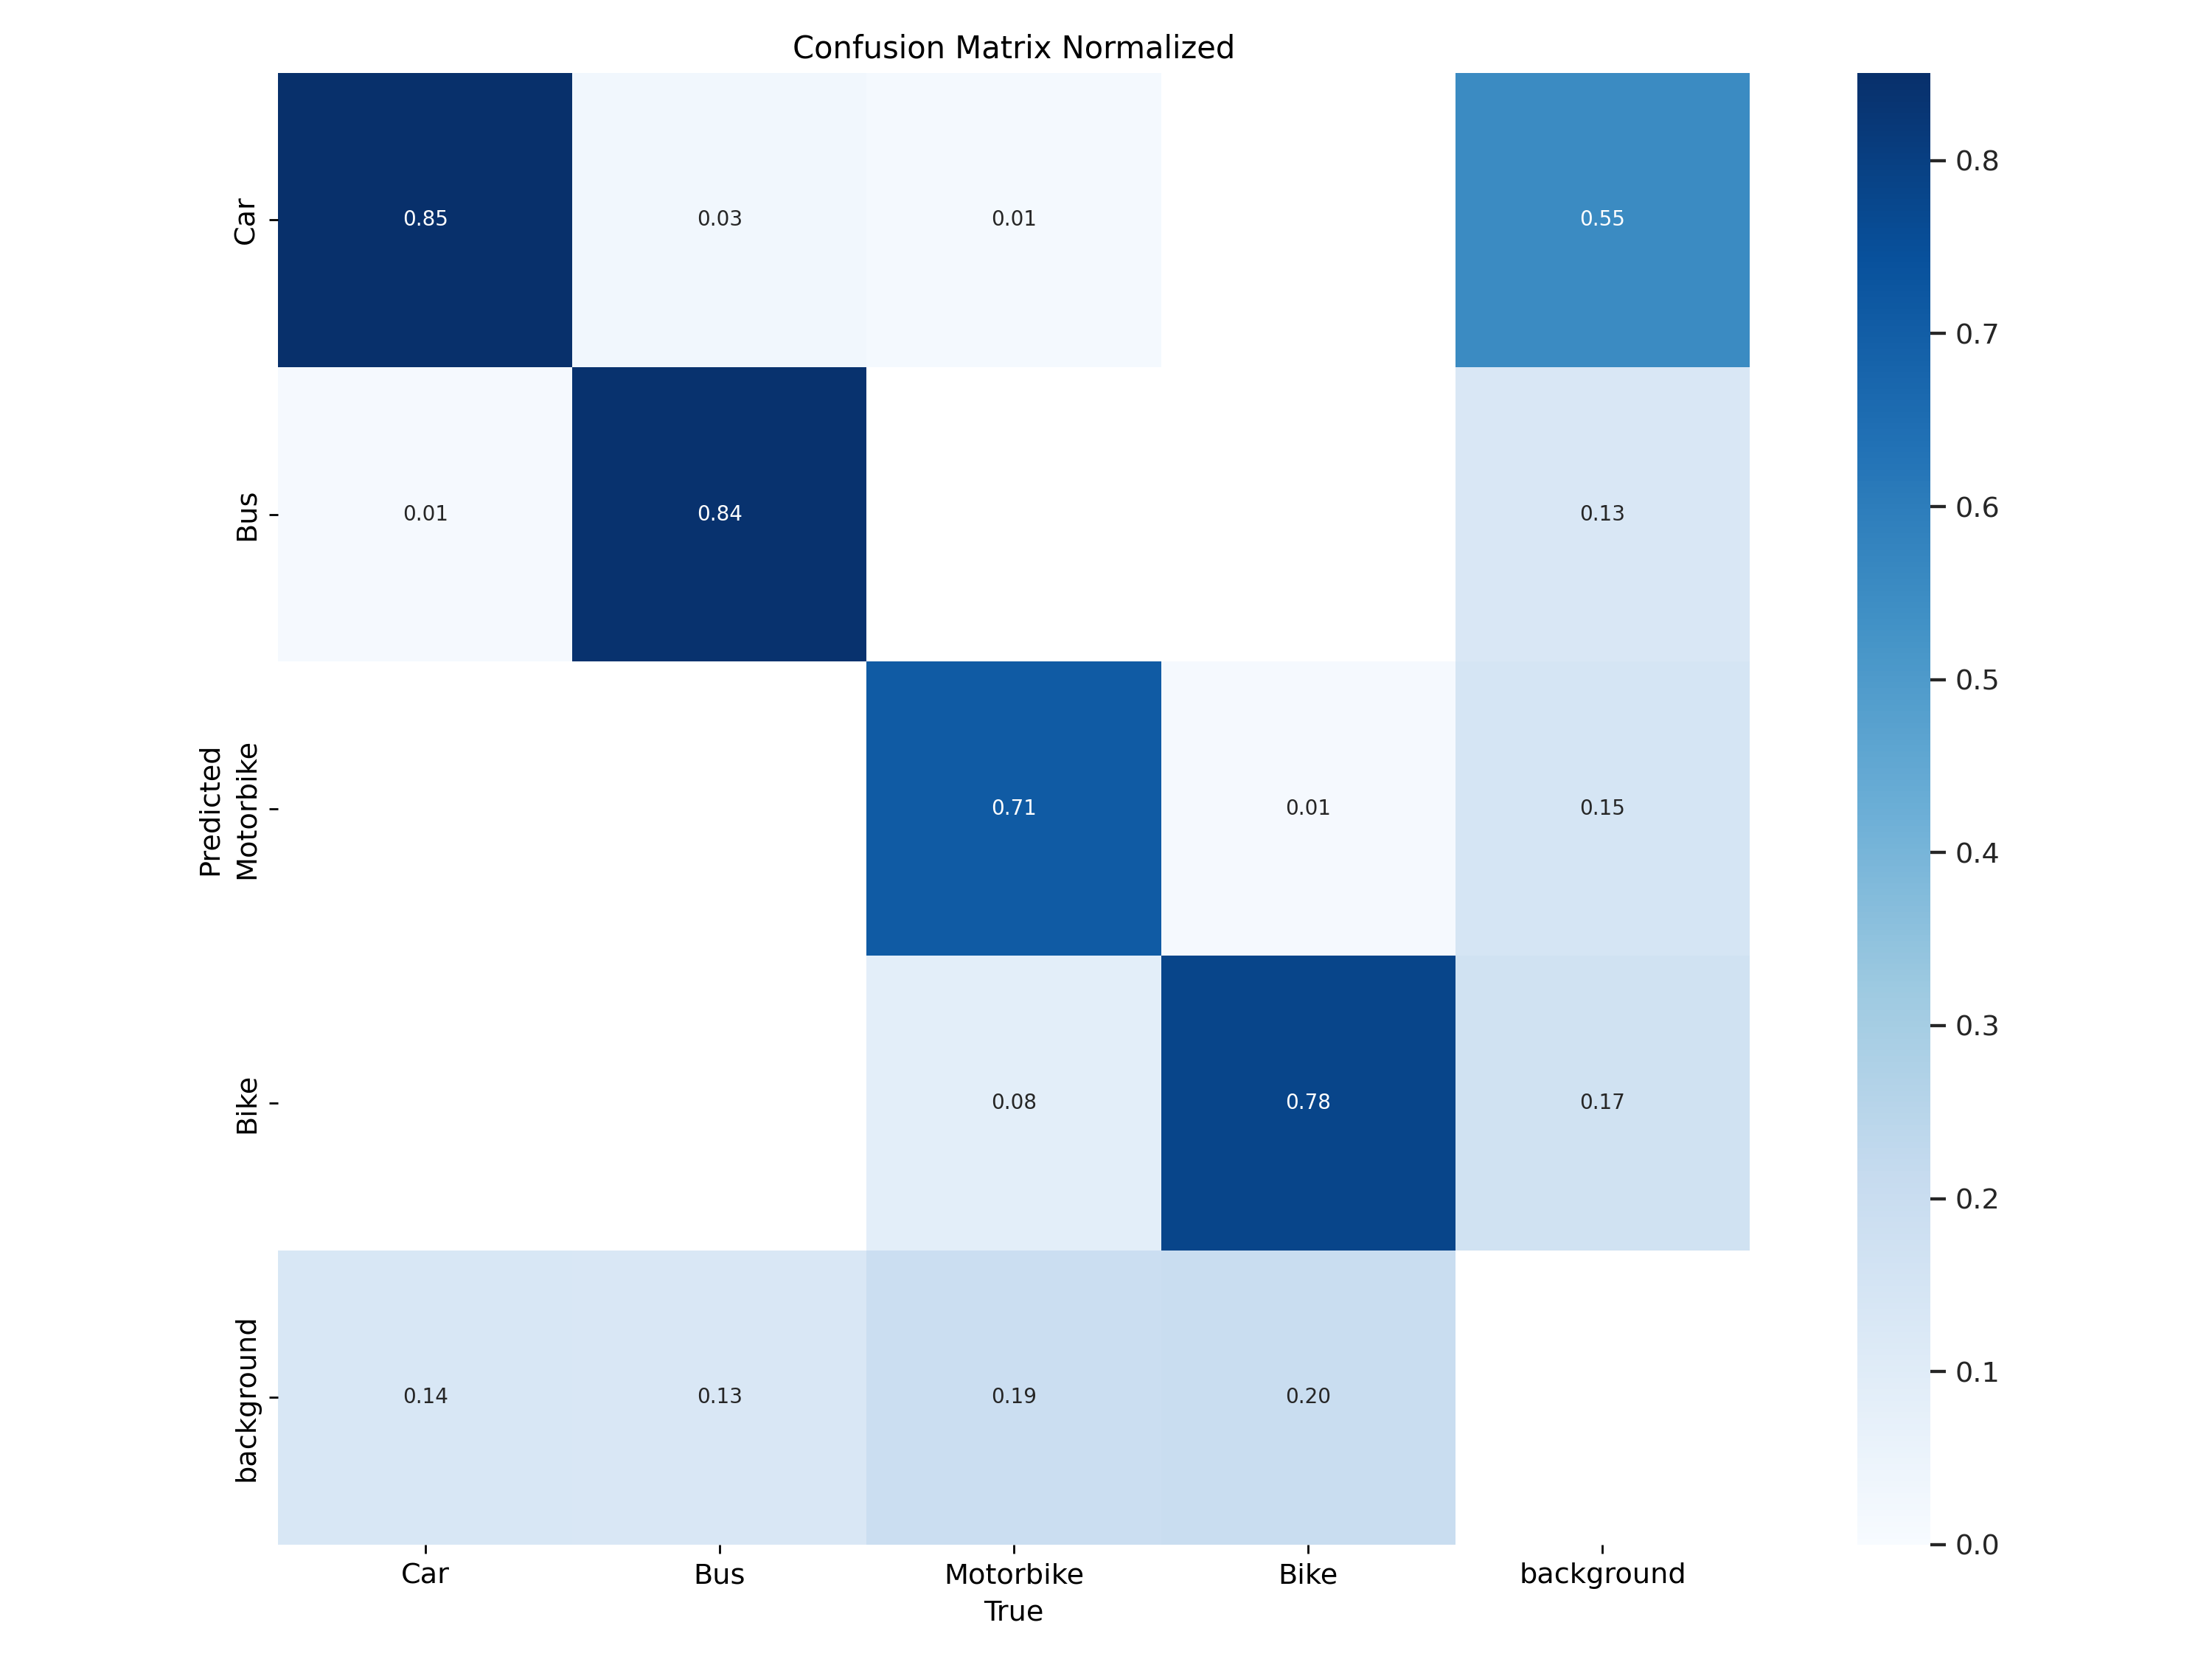 Confusion Matrix Normalized
Car
0.85
0.03
0.01
0.55
Bus
0.01
0.84
0.13
Predicted
Motorbike
0.71
0.01
0.15
Bike
0.08
0.78
0.17
background
0.14
0.13
0.19
0.20
Car
Bus
Motorbike
Bike
background
True
0.8
0.7
0.6
0.5
0.4
0.3
0.2
0.1
0.0